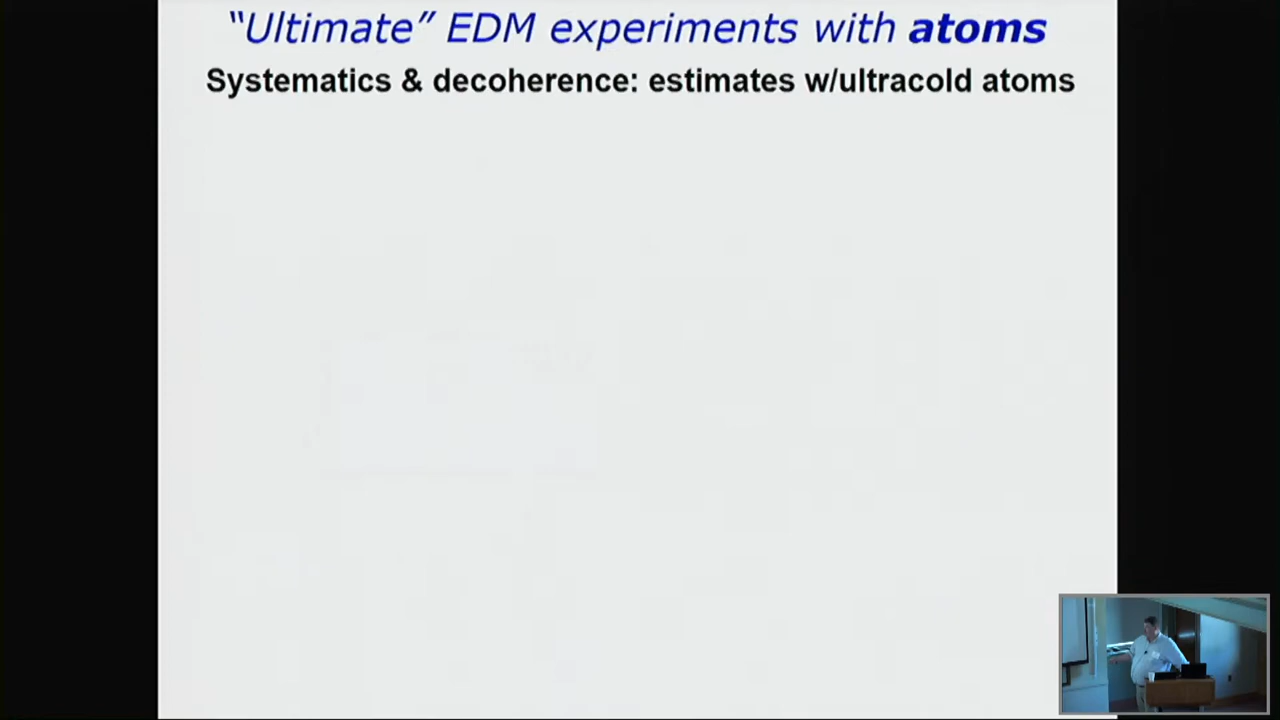 “Ultimate” EDM experiments with atoms
Systematics & decoherence: estimates w/ultracold atoms